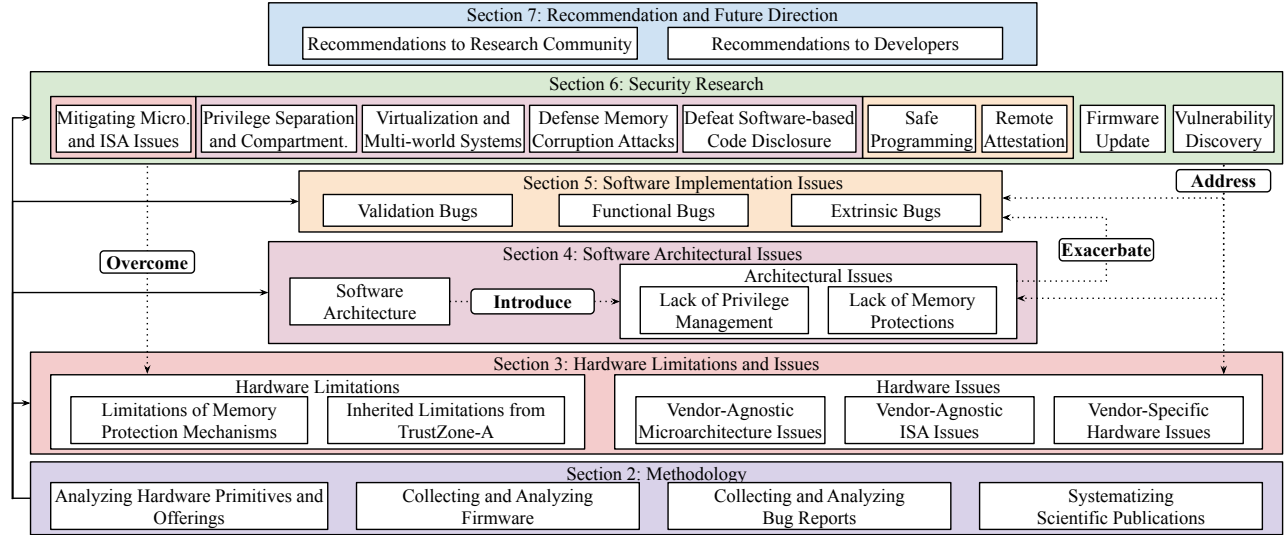 Section 7: Recommendation and Future Direction
Recommendations to Research Community
Recommendations to Developers
Section 6: Security Research
Mitigating Micro.
and ISA Issues
Privilege Separation
and Compartment.
Virtualization and
Multi-world Systems
Defense Memory
Corruption Attacks
Defeat Software-based
Code Disclosure
Safe
Programming
Remote
Attestation
Firmware
Update
Vulnerability
Discovery
Address
Section 5: Software Implementation Issues
Validation Bugs
Functional Bugs
Extrinsic Bugs
Overcome
Exacerbate
Section 4: Software Architectural Issues
Software
Architecture
Introduce
Architectural Issues
Lack of Privilege
Management
Lack of Memory
Protections
Section 3: Hardware Limitations and Issues
Hardware Limitations
Limitations of Memory
Protection Mechanisms
Inherited Limitations from
TrustZone-A
Hardware Issues
Vendor-Agnostic
Microarchitecture Issues
Vendor-Agnostic
ISA Issues
Vendor-Specific
Hardware Issues
Section 2: Methodology
Analyzing Hardware Primitives and
Offerings
Collecting and Analyzing
Firmware
Collecting and Analyzing
Bug Reports
Systematizing
Scientific Publications